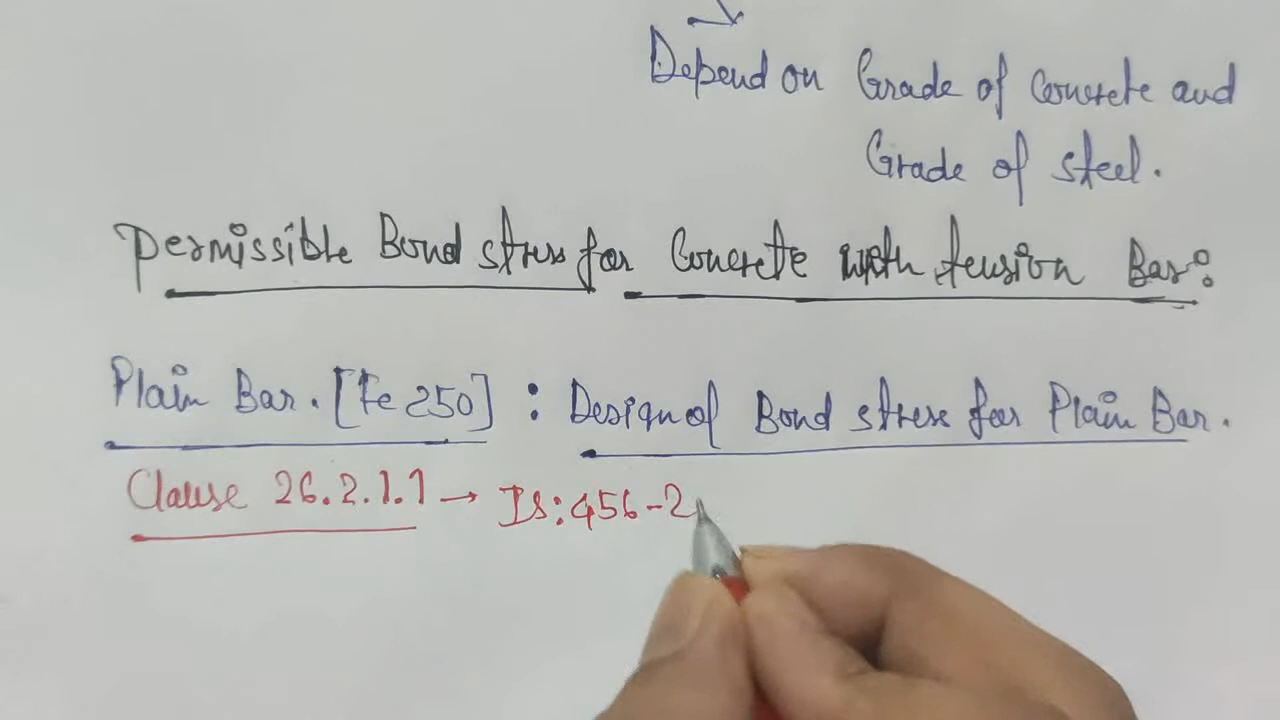 Depend on Grade of Concrete and
Grade of steel.
Permissible Bond stress for Concrete with tension Bar:
Plain Bar. [Fe 250] : Design of Bond stress for Plain Bar.
Clause 26.2.1.1 → IS:456-2